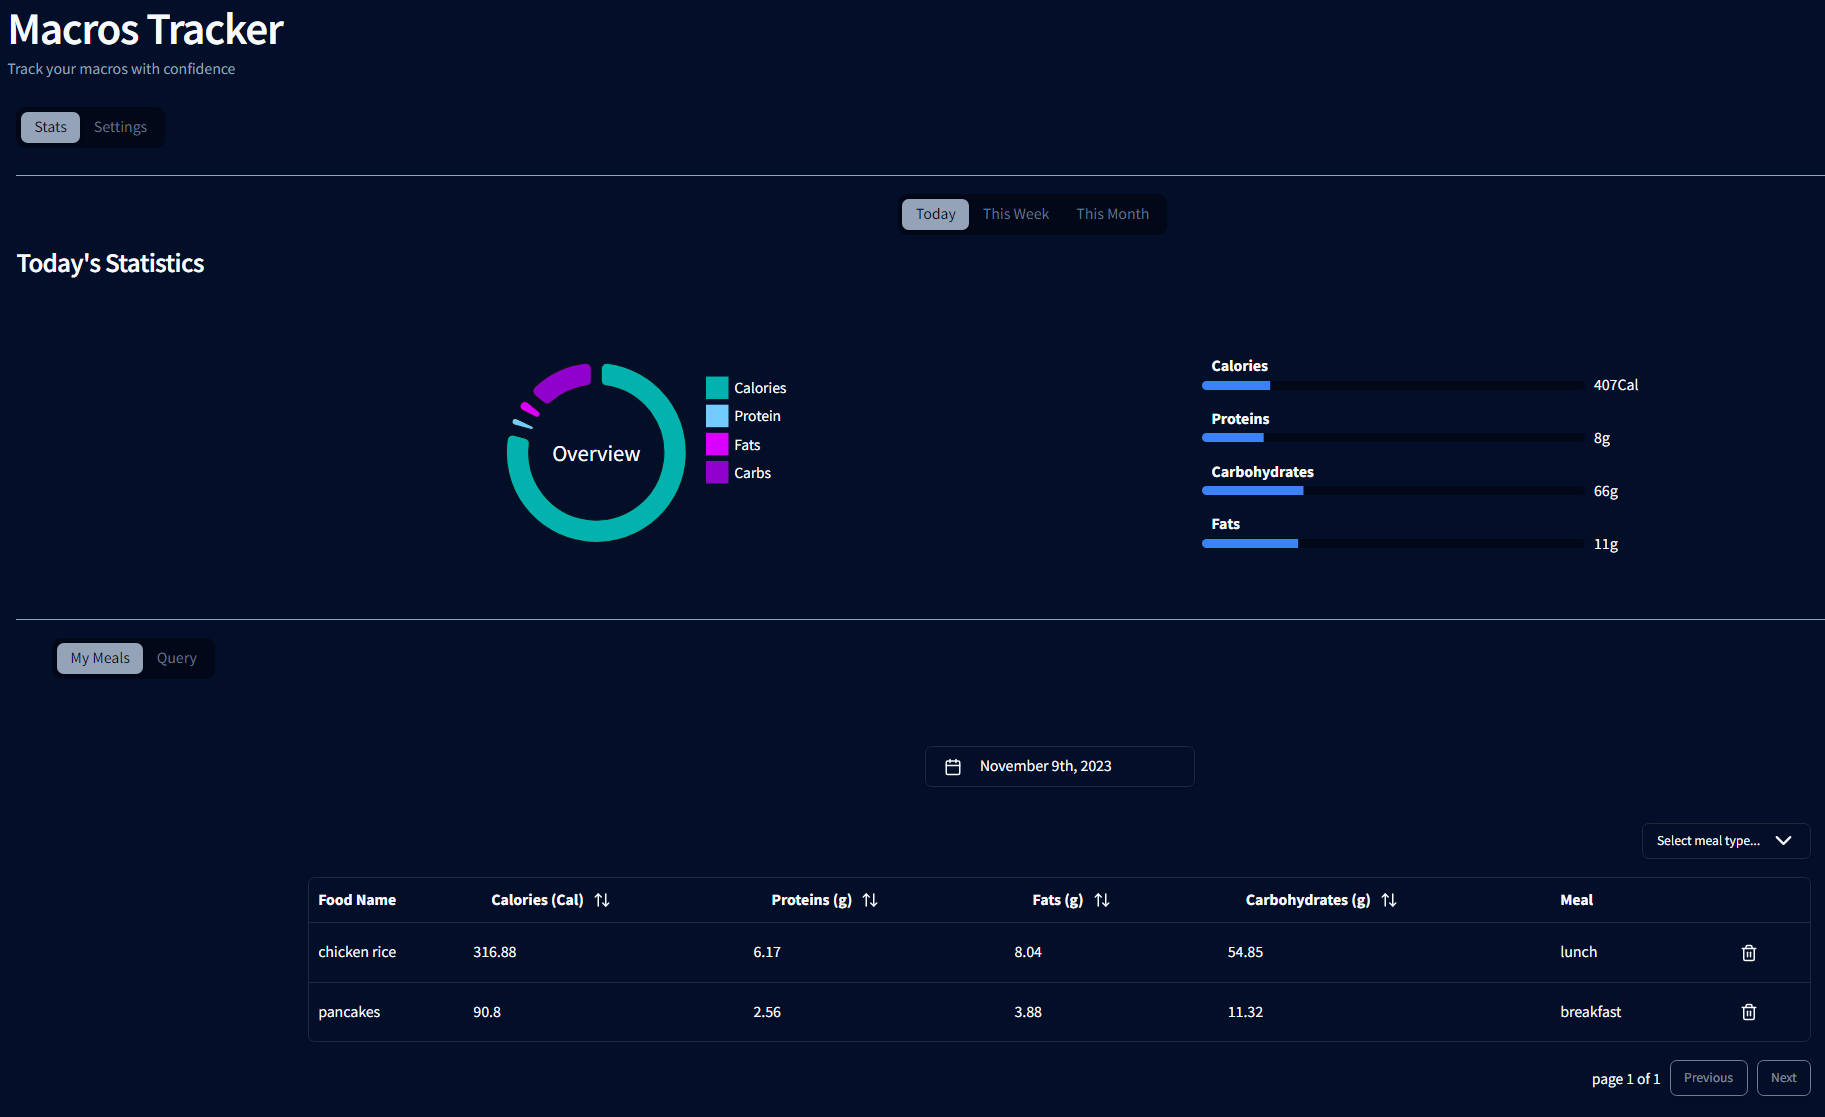 Macros Tracker
Track your macros with confidence
Stats Settings
Today This Week This Month
Today's Statistics
Overview
Calories
Protein
Fats
Carbs
Calories
407Cal
Proteins
8g
Carbohydrates
66g
Fats
11g
My Meals Query
November 9th, 2023
Select meal type...
Food Name Calories (Cal) Proteins (g) Fats (g) Carbohydrates (g) Meal
chicken rice 316.88 6.17 8.04 54.85 lunch
pancakes 90.8 2.56 3.88 11.32 breakfast
page 1 of 1 Previous Next